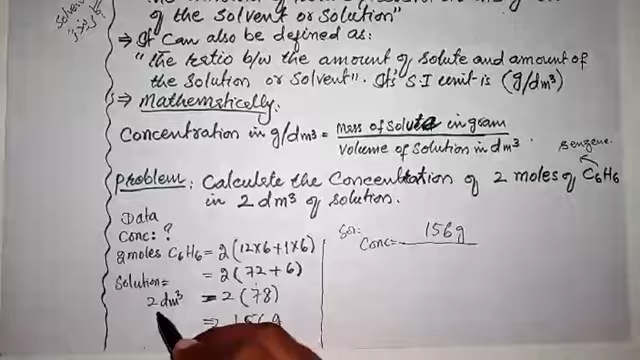 of the solvent or solution"
⇒ It can also be defined as:
"the ratio b/w the amount of solute and amount of
the solution or solvent". It's S.I unit is (g/dm³)
⇒ Mathematically.
Concentration in g/dm³ = Mass of solute in gram
Volume of solution in dm³.
Benzene
Problem: Calculate the Concentration of 2 moles of C6H6
in 2 dm³ of solution.
Data
Conc: ?
2 moles C6H6 = 2(12×6+1×6)
= 2(72+6)
Solution=
2 dm³ = 2(78)
⇒ 156g
Sol:
Conc= 156g